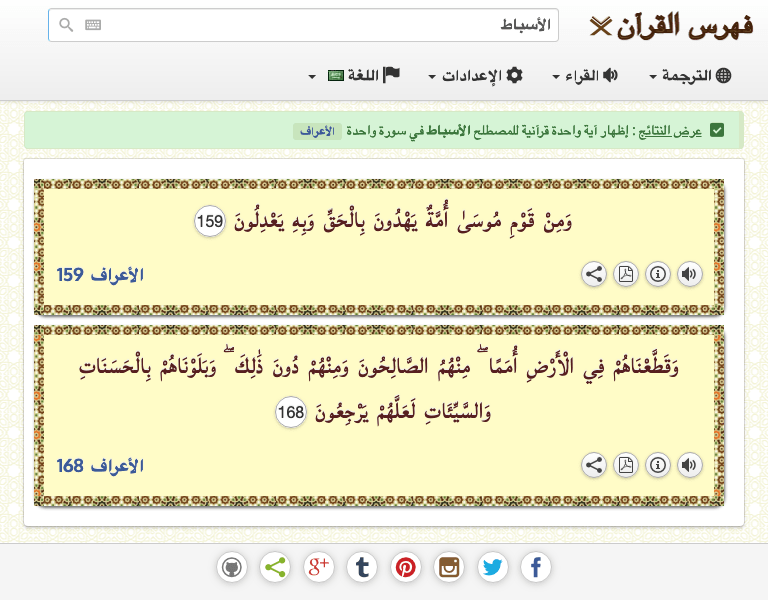 فهرس القرآن
الأسباط
الترجمة
القراء
الإعدادات
اللغة
عرض النتائج : إظهار آية واحدة قرآنية للمصطلح الأسباط في سورة واحدة الأعراف
وَمِنْ قَوْمِ مُوسَىٰ أُمَّةٌ يَهْدُونَ بِالْحَقِّ وَبِهِ يَعْدِلُونَ 159
الأعراف 159
وَقَطَّعْنَاهُمْ فِي الْأَرْضِ أُمَمًا ۖ مِنْهُمُ الصَّالِحُونَ وَمِنْهُمْ دُونَ ذَٰلِكَ ۖ وَبَلَوْنَاهُمْ بِالْحَسَنَاتِ
وَالسَّيِّئَاتِ لَعَلَّهُمْ يَرْجِعُونَ 168
الأعراف 168